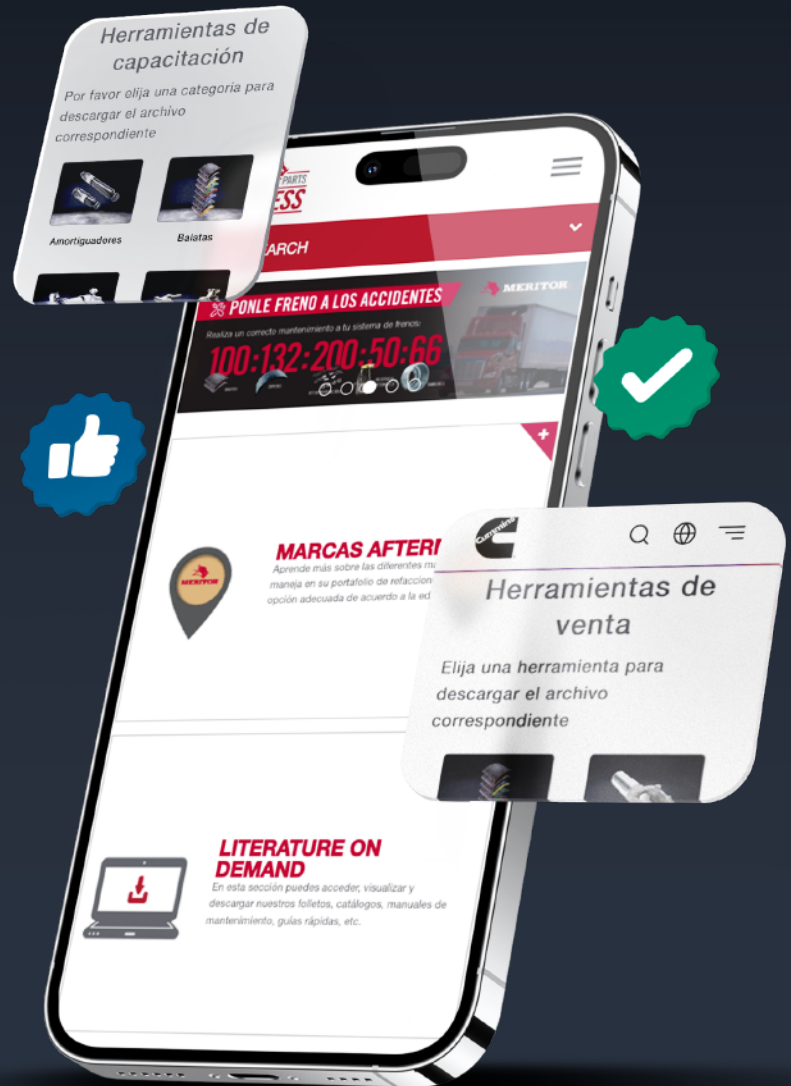 Herramientas de
capacitación
Por favor elija una categoría para
descargar el archivo
correspondiente
Amortiguadores
Balatas
PARTS
ESS
ARCH
PONLE FRENO A LOS ACCIDENTES
MERITOR
Realiza un correcto mantenimiento a tu sistema de frenos:
100:132:200:50:66
MARCAS AFTER
Aprende más sobre las diferentes ma
maneja en su portafolio de refaccion
opción adecuada de acuerdo a la ed
MERITOR
Cummins
Herramientas de
venta
Elija una herramienta para
descargar el archivo
correspondiente
LITERATURE ON
DEMAND
En esta sección puedes acceder, visualizar y
descargar nuestros folletos, catálogos, manuales de
mantenimiento, guías rápidas, etc.